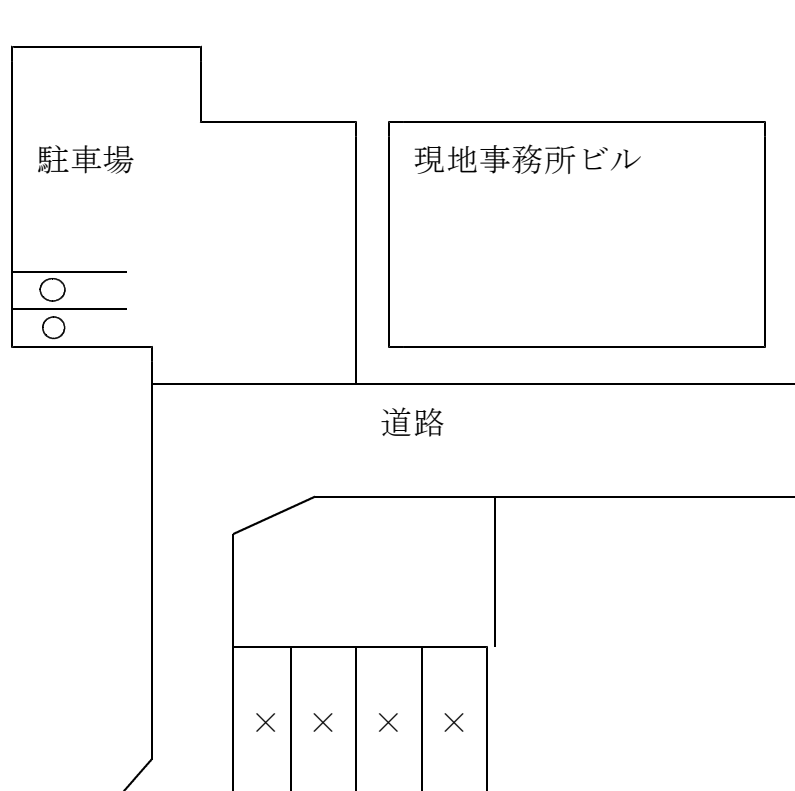 駐車場
現地事務所ビル
○
○
道路
× × × ×